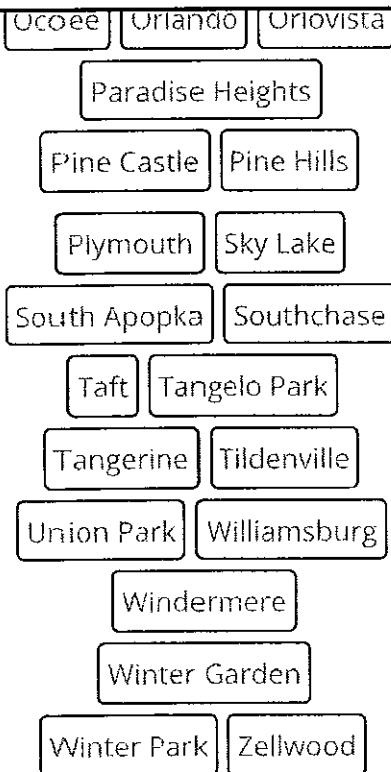 Ocoee Orlando Orlovista
Paradise Heights
Pine Castle Pine Hills
Plymouth Sky Lake
South Apopka Southchase
Taft Tangelo Park
Tangerine Tildenville
Union Park Williamsburg
Windermere
Winter Garden
Winter Park Zellwood